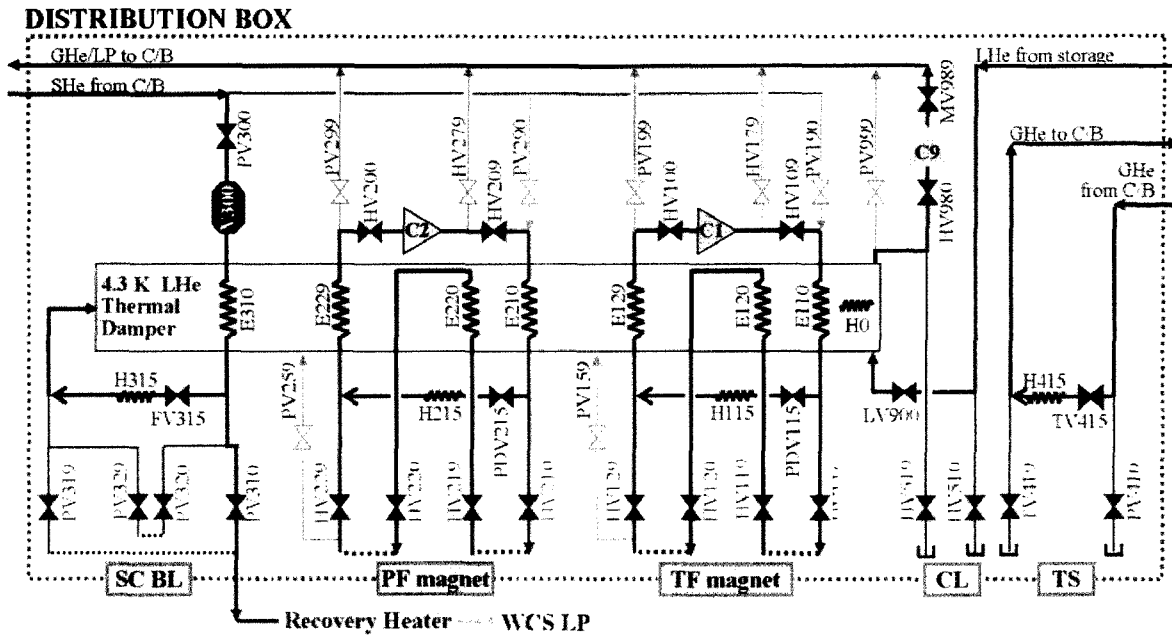 DISTRIBUTION BOX
GHe/LP to C/B
LHe from storage
SHe from C/B
MV989
PV300
PV299
HV279
PV290
PV199
HV179
PV190
PV999
GHe to C/B
C9
GHe
from C/B
HV200
HV209
HV100
HV109
HV980
C2
C1
4.3 K LHe
Thermal
Damper
E310
E229
E220
E210
E129
E120
E110
H0
PV259
PV159
H315
FV315
H215
PDV215
H115
PDV115
LV900
H415
TV415
PV319
PV329
PV320
PV310
HV229
HV220
HV219
HV210
HV129
HV120
HV119
HV519
HV510
PV419
PV410
SC BL
PF magnet
TF magnet
CL
TS
Recovery Heater
WCS LP